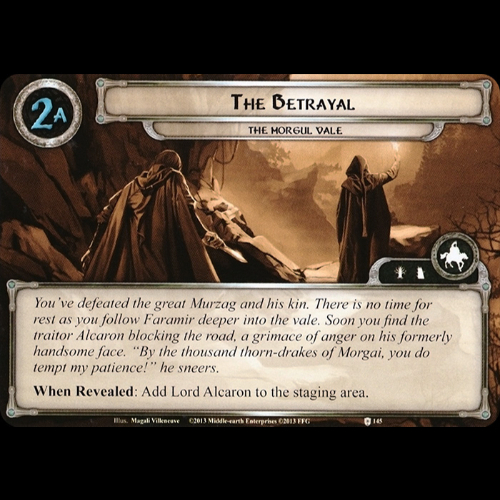 2A
THE BETRAYAL
THE MORGUL VALE
You've defeated the great Murzag and his kin. There is no time for
rest as you follow Faramir deeper into the vale. Soon you find the
traitor Alcaron blocking the road, a grimace of anger on his formerly
handsome face. "By the thousand thorn-drakes of Morgai, you do
tempt my patience!" he sneers.
When Revealed: Add Lord Alcaron to the staging area.
Illus. Magali Villeneuve ©2013 Middle-earth Enterprises ©2013 FFG 145